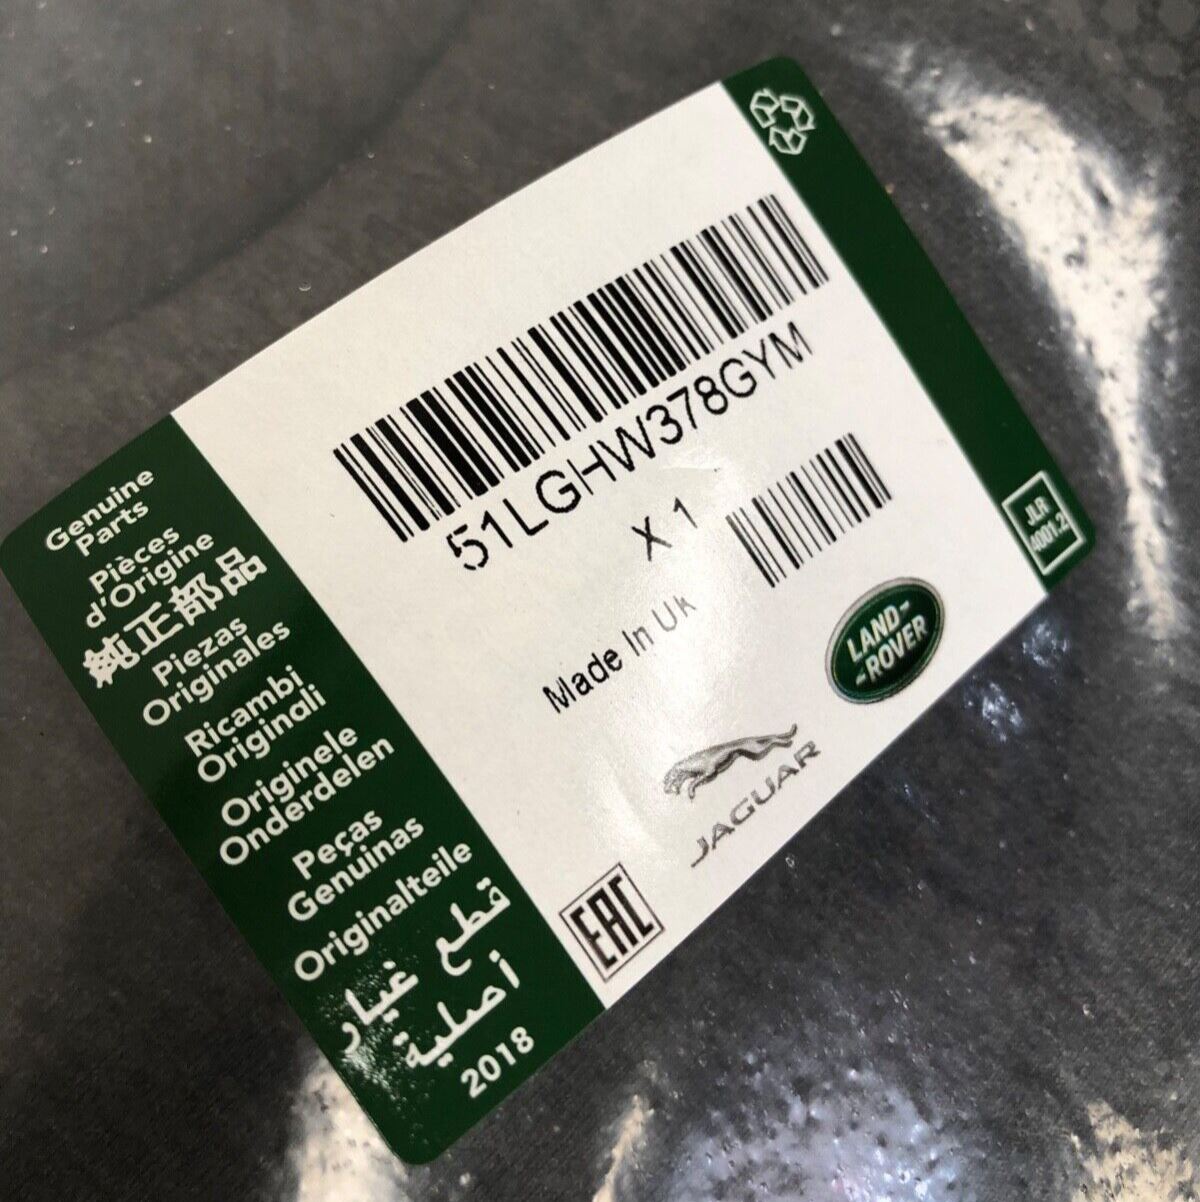 Genuine
Parts
Pièces
d'Origine
純正部品
Piezas
Originales
Ricambi
Originali
Originele
Onderdelen
Peças
Genuinas
Originalteile
قطع غيار
أصلية
2018
51LGHW378GYM
X 1
Made In Uk
LAND-
-ROVER
JAGUAR
EAC
JLR
4001.2